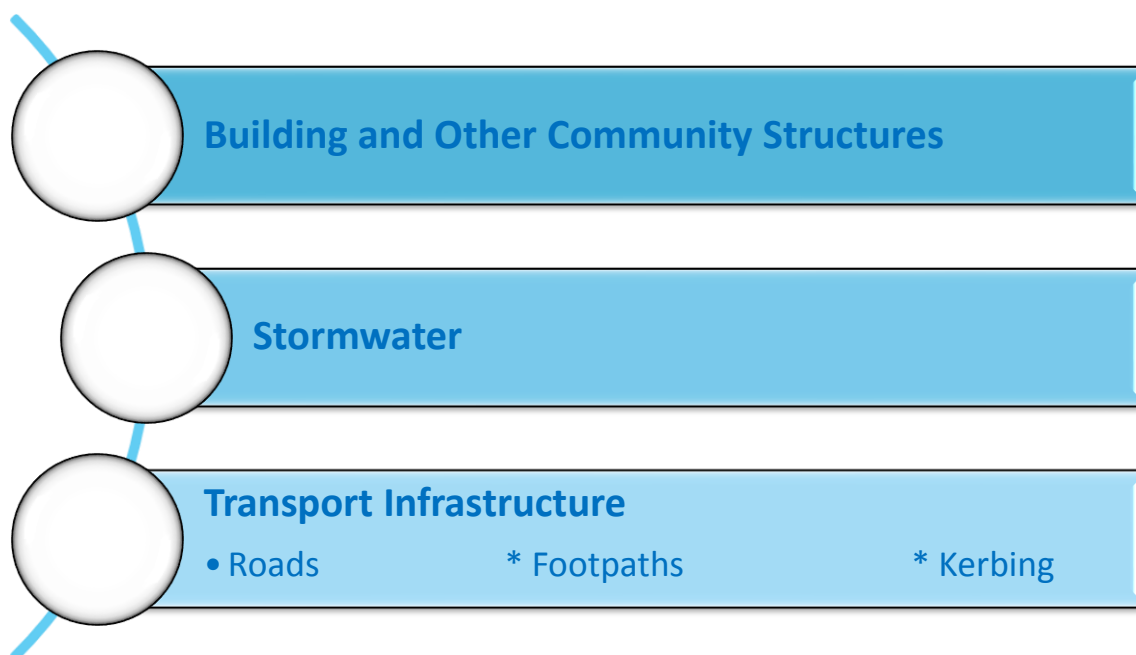 Building and Other Community Structures
Stormwater
Transport Infrastructure
• Roads * Footpaths * Kerbing